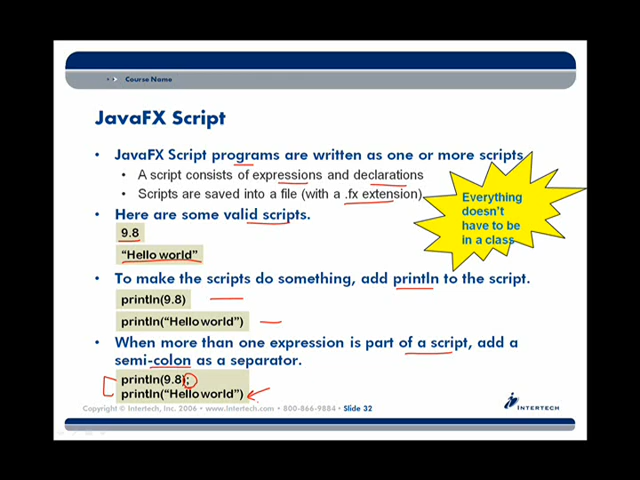 Course Name
JavaFX Script
• JavaFX Script programs are written as one or more scripts
• A script consists of expressions and declarations
• Scripts are saved into a file (with a .fx extension).
Everything
doesn't
have to be
in a class
• Here are some valid scripts.
9.8
“Hello world”
• To make the scripts do something, add println to the script.
println(9.8)
println(“Hello world”)
• When more than one expression is part of a script, add a
semi-colon as a separator.
println(9.8);
println(“Hello world”)
Copyright © Intertech, Inc. 2006 • www.Intertech.com • 800-866-9884 • Slide 32
INTERTECH